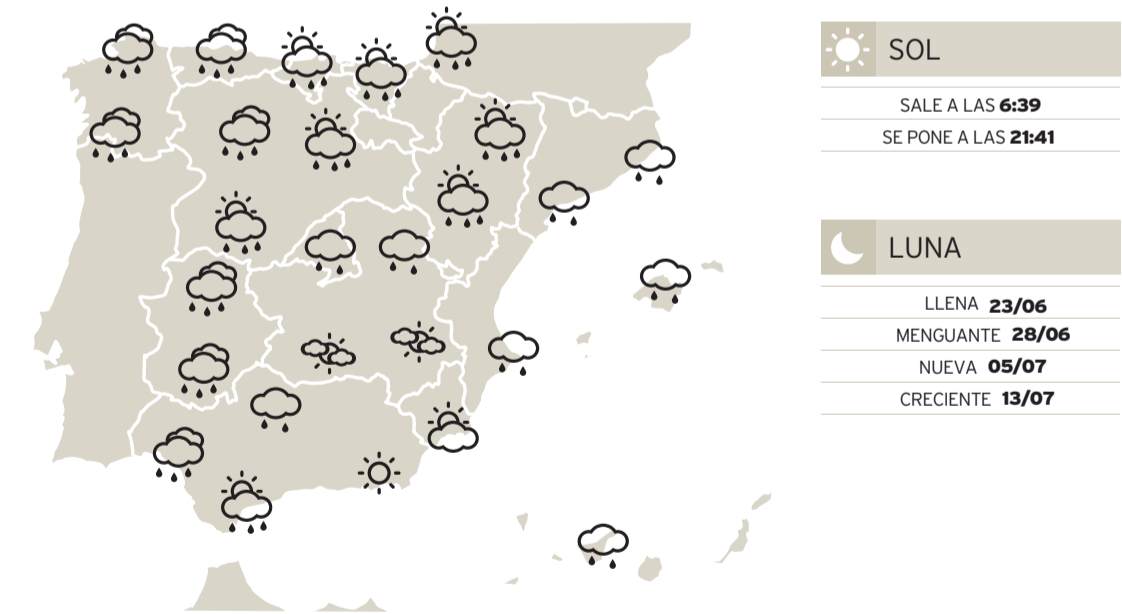 SOL
SALE A LAS 6:39
SE PONE A LAS 21:41
LUNA
LLENA 23/06
MENGUANTE 28/06
NUEVA 05/07
CRECIENTE 13/07